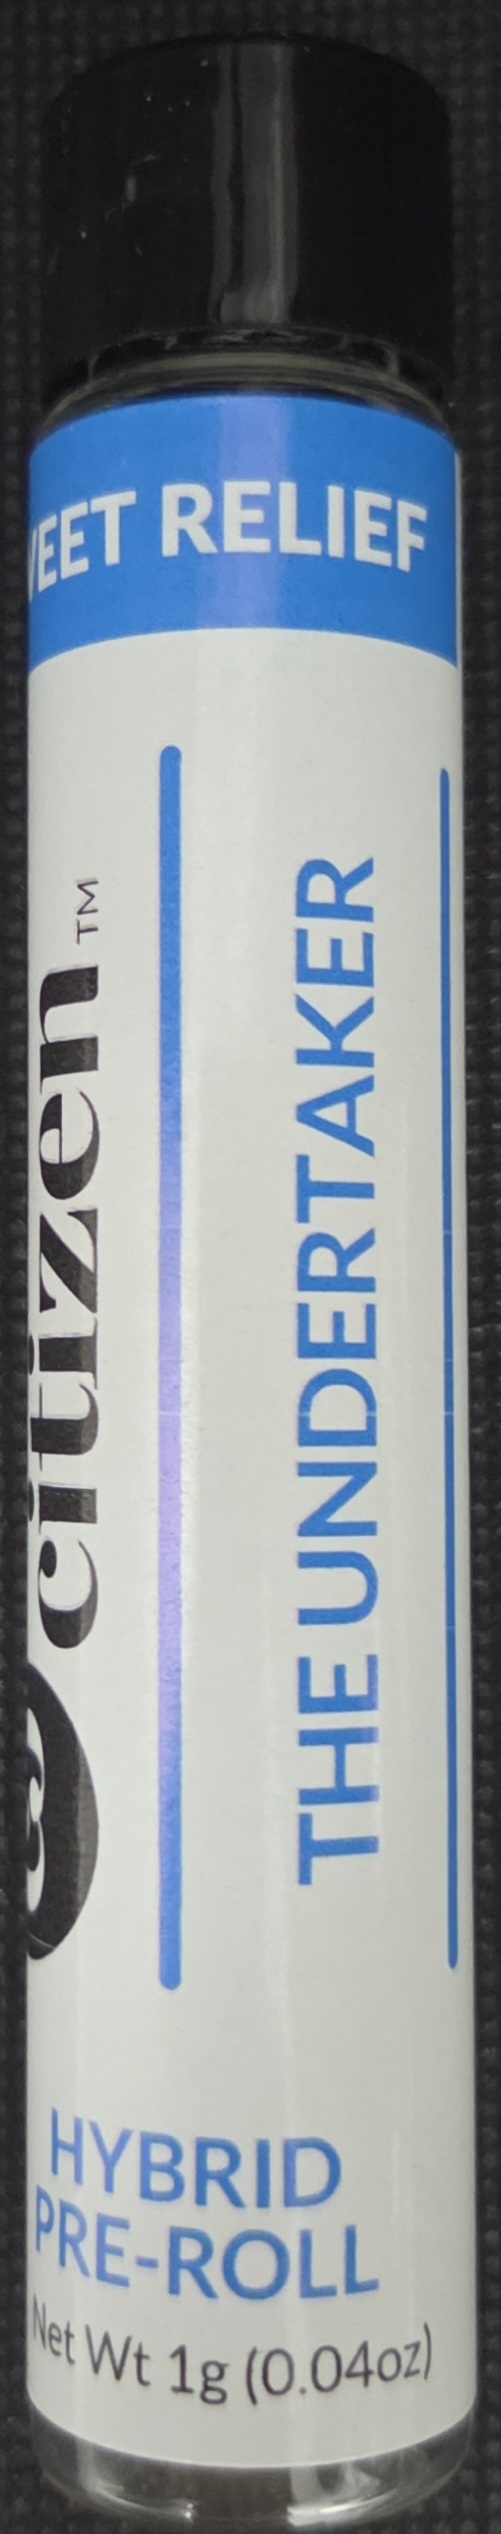 EET RELIEF
citizen™
THE UNDERTAKER
HYBRID
PRE-ROLL
Net Wt 1g (0.04oz)